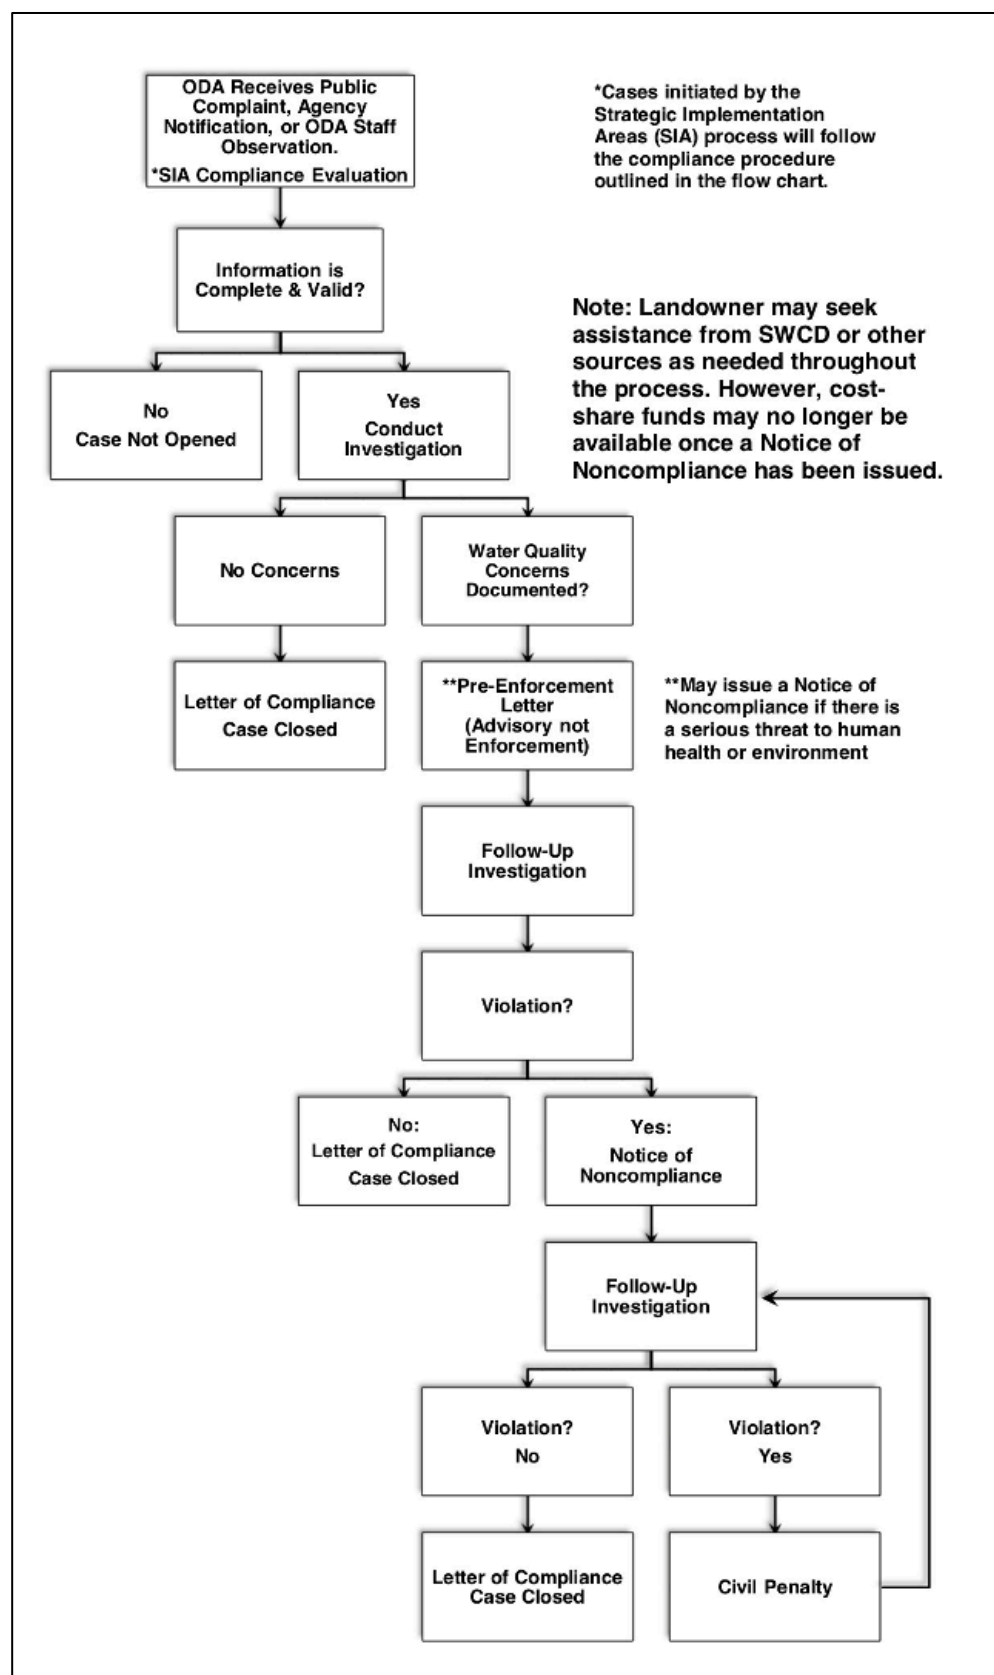 ODA Receives Public
Complaint, Agency
Notification, or ODA Staff
Observation.
*SIA Compliance Evaluation
*Cases initiated by the
Strategic Implementation
Areas (SIA) process will follow
the compliance procedure
outlined in the flow chart.
Information is
Complete & Valid?
Note: Landowner may seek
assistance from SWCD or other
sources as needed throughout
the process. However, cost-
share funds may no longer be
available once a Notice of
Noncompliance has been issued.
No
Case Not Opened
Yes
Conduct
Investigation
No Concerns
Water Quality
Concerns
Documented?
Letter of Compliance
Case Closed
**Pre-Enforcement
Letter
(Advisory not
Enforcement)
**May issue a Notice of
Noncompliance if there is
a serious threat to human
health or environment
Follow-Up
Investigation
Violation?
No:
Letter of Compliance
Case Closed
Yes:
Notice of
Noncompliance
Follow-Up
Investigation
Violation?
No
Violation?
Yes
Letter of Compliance
Case Closed
Civil Penalty